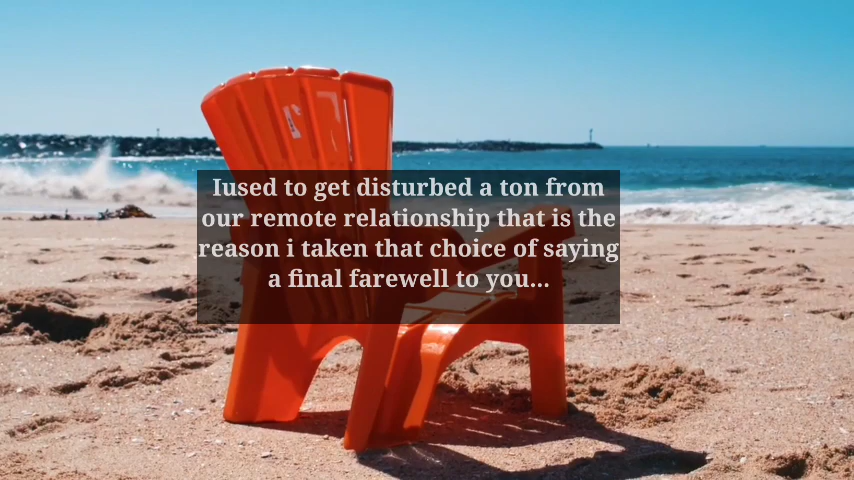 Iused to get disturbed a ton from
our remote relationship that is the
reason i taken that choice of saying
a final farewell to you...